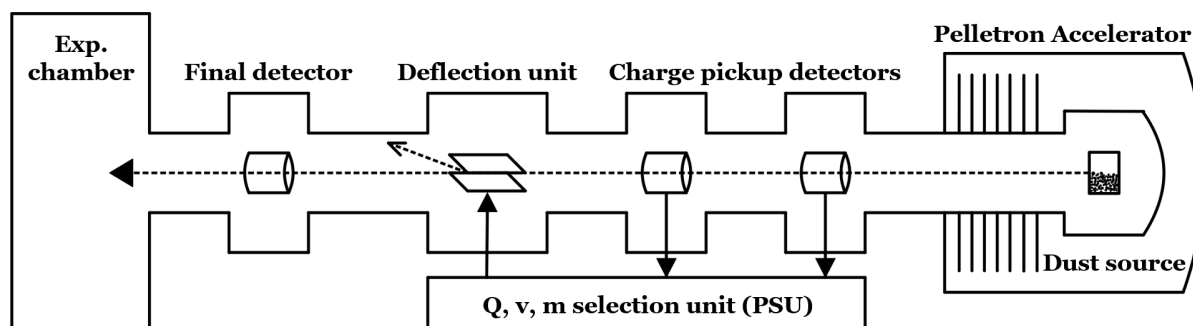 Pelletron Accelerator
Exp.
chamber
Final detector
Deflection unit
Charge pickup detectors
Dust source
Q, v, m selection unit (PSU)